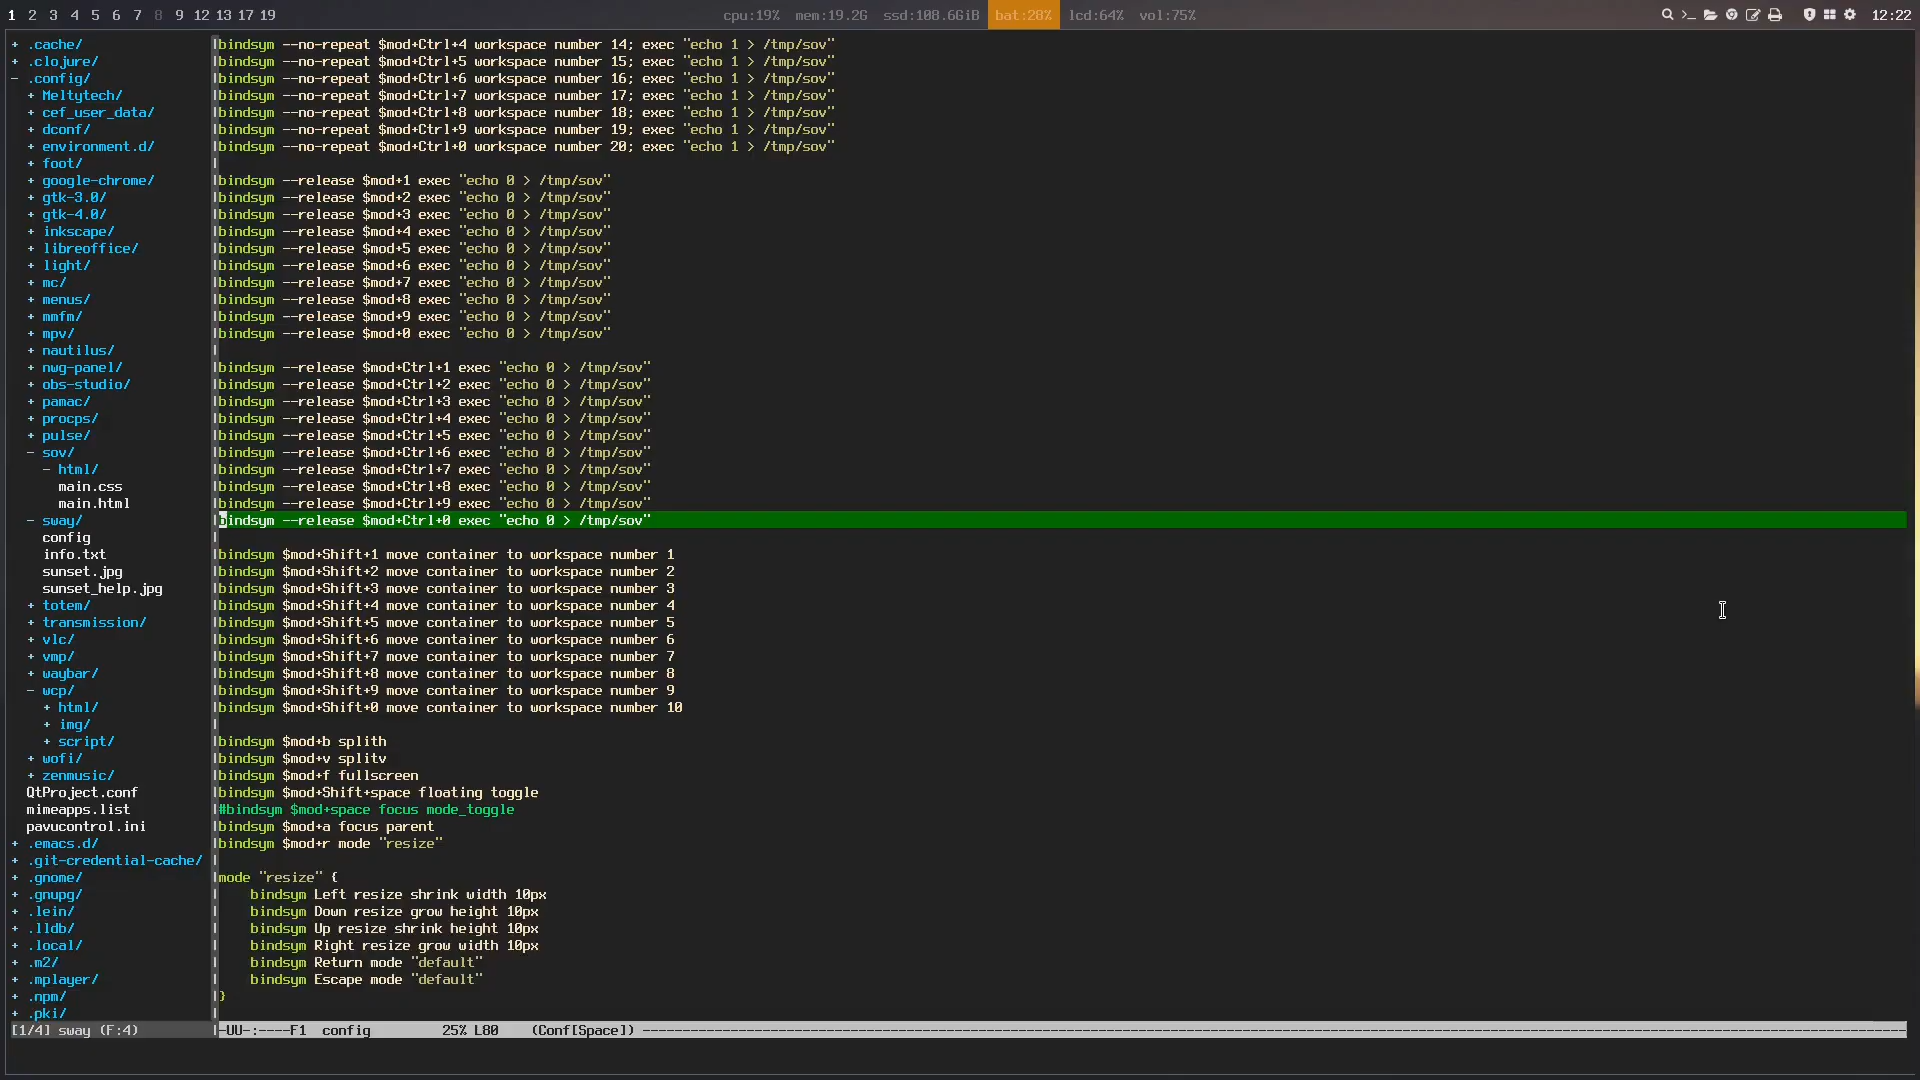 1 2 3 4 5 6 7 8 9 12 13 17 19
cpu:19% mem:19.2G ssd:108.6GiB bat:28% lcd:64% vol:75%
12:22
+ .cache/
+ .clojure/
- .config/
+ Meltytech/
+ cef_user_data/
+ dconf/
+ environment.d/
+ foot/
+ google-chrome/
+ gtk-3.0/
+ gtk-4.0/
+ inkscape/
+ libreoffice/
+ light/
+ mc/
+ menus/
+ mmfm/
+ mpv/
+ nautilus/
+ nwg-panel/
+ obs-studio/
+ pamac/
+ procps/
+ pulse/
- sov/
- html/
main.css
main.html
- sway/
config
info.txt
sunset.jpg
sunset_help.jpg
+ totem/
+ transmission/
+ vlc/
+ vmp/
+ waybar/
- wcp/
+ html/
+ img/
+ script/
+ wofi/
+ zenmusic/
QtProject.conf
mimeapps.list
pavucontrol.ini
+ .emacs.d/
+ .git-credential-cache/
+ .gnome/
+ .gnupg/
+ .lein/
+ .lldb/
+ .local/
+ .m2/
+ .mplayer/
+ .npm/
+ .pki/
[1/4] sway (F:4)
bindsym --no-repeat $mod+Ctrl+4 workspace number 14; exec "echo 1 > /tmp/sov"
bindsym --no-repeat $mod+Ctrl+5 workspace number 15; exec "echo 1 > /tmp/sov"
bindsym --no-repeat $mod+Ctrl+6 workspace number 16; exec "echo 1 > /tmp/sov"
bindsym --no-repeat $mod+Ctrl+7 workspace number 17; exec "echo 1 > /tmp/sov"
bindsym --no-repeat $mod+Ctrl+8 workspace number 18; exec "echo 1 > /tmp/sov"
bindsym --no-repeat $mod+Ctrl+9 workspace number 19; exec "echo 1 > /tmp/sov"
bindsym --no-repeat $mod+Ctrl+0 workspace number 20; exec "echo 1 > /tmp/sov"
bindsym --release $mod+1 exec "echo 0 > /tmp/sov"
bindsym --release $mod+2 exec "echo 0 > /tmp/sov"
bindsym --release $mod+3 exec "echo 0 > /tmp/sov"
bindsym --release $mod+4 exec "echo 0 > /tmp/sov"
bindsym --release $mod+5 exec "echo 0 > /tmp/sov"
bindsym --release $mod+6 exec "echo 0 > /tmp/sov"
bindsym --release $mod+7 exec "echo 0 > /tmp/sov"
bindsym --release $mod+8 exec "echo 0 > /tmp/sov"
bindsym --release $mod+9 exec "echo 0 > /tmp/sov"
bindsym --release $mod+0 exec "echo 0 > /tmp/sov"
bindsym --release $mod+Ctrl+1 exec "echo 0 > /tmp/sov"
bindsym --release $mod+Ctrl+2 exec "echo 0 > /tmp/sov"
bindsym --release $mod+Ctrl+3 exec "echo 0 > /tmp/sov"
bindsym --release $mod+Ctrl+4 exec "echo 0 > /tmp/sov"
bindsym --release $mod+Ctrl+5 exec "echo 0 > /tmp/sov"
bindsym --release $mod+Ctrl+6 exec "echo 0 > /tmp/sov"
bindsym --release $mod+Ctrl+7 exec "echo 0 > /tmp/sov"
bindsym --release $mod+Ctrl+8 exec "echo 0 > /tmp/sov"
bindsym --release $mod+Ctrl+9 exec "echo 0 > /tmp/sov"
bindsym --release $mod+Ctrl+0 exec "echo 0 > /tmp/sov"
bindsym $mod+Shift+1 move container to workspace number 1
bindsym $mod+Shift+2 move container to workspace number 2
bindsym $mod+Shift+3 move container to workspace number 3
bindsym $mod+Shift+4 move container to workspace number 4
bindsym $mod+Shift+5 move container to workspace number 5
bindsym $mod+Shift+6 move container to workspace number 6
bindsym $mod+Shift+7 move container to workspace number 7
bindsym $mod+Shift+8 move container to workspace number 8
bindsym $mod+Shift+9 move container to workspace number 9
bindsym $mod+Shift+0 move container to workspace number 10
bindsym $mod+b splith
bindsym $mod+v splitv
bindsym $mod+f fullscreen
bindsym $mod+Shift+space floating toggle
#bindsym $mod+space focus mode_toggle
bindsym $mod+a focus parent
bindsym $mod+r mode "resize"
mode "resize" {
bindsym Left resize shrink width 10px
bindsym Down resize grow height 10px
bindsym Up resize shrink height 10px
bindsym Right resize grow width 10px
bindsym Return mode "default"
bindsym Escape mode "default"
}
-UU-:----F1 config 25% L80 (Conf[Space])